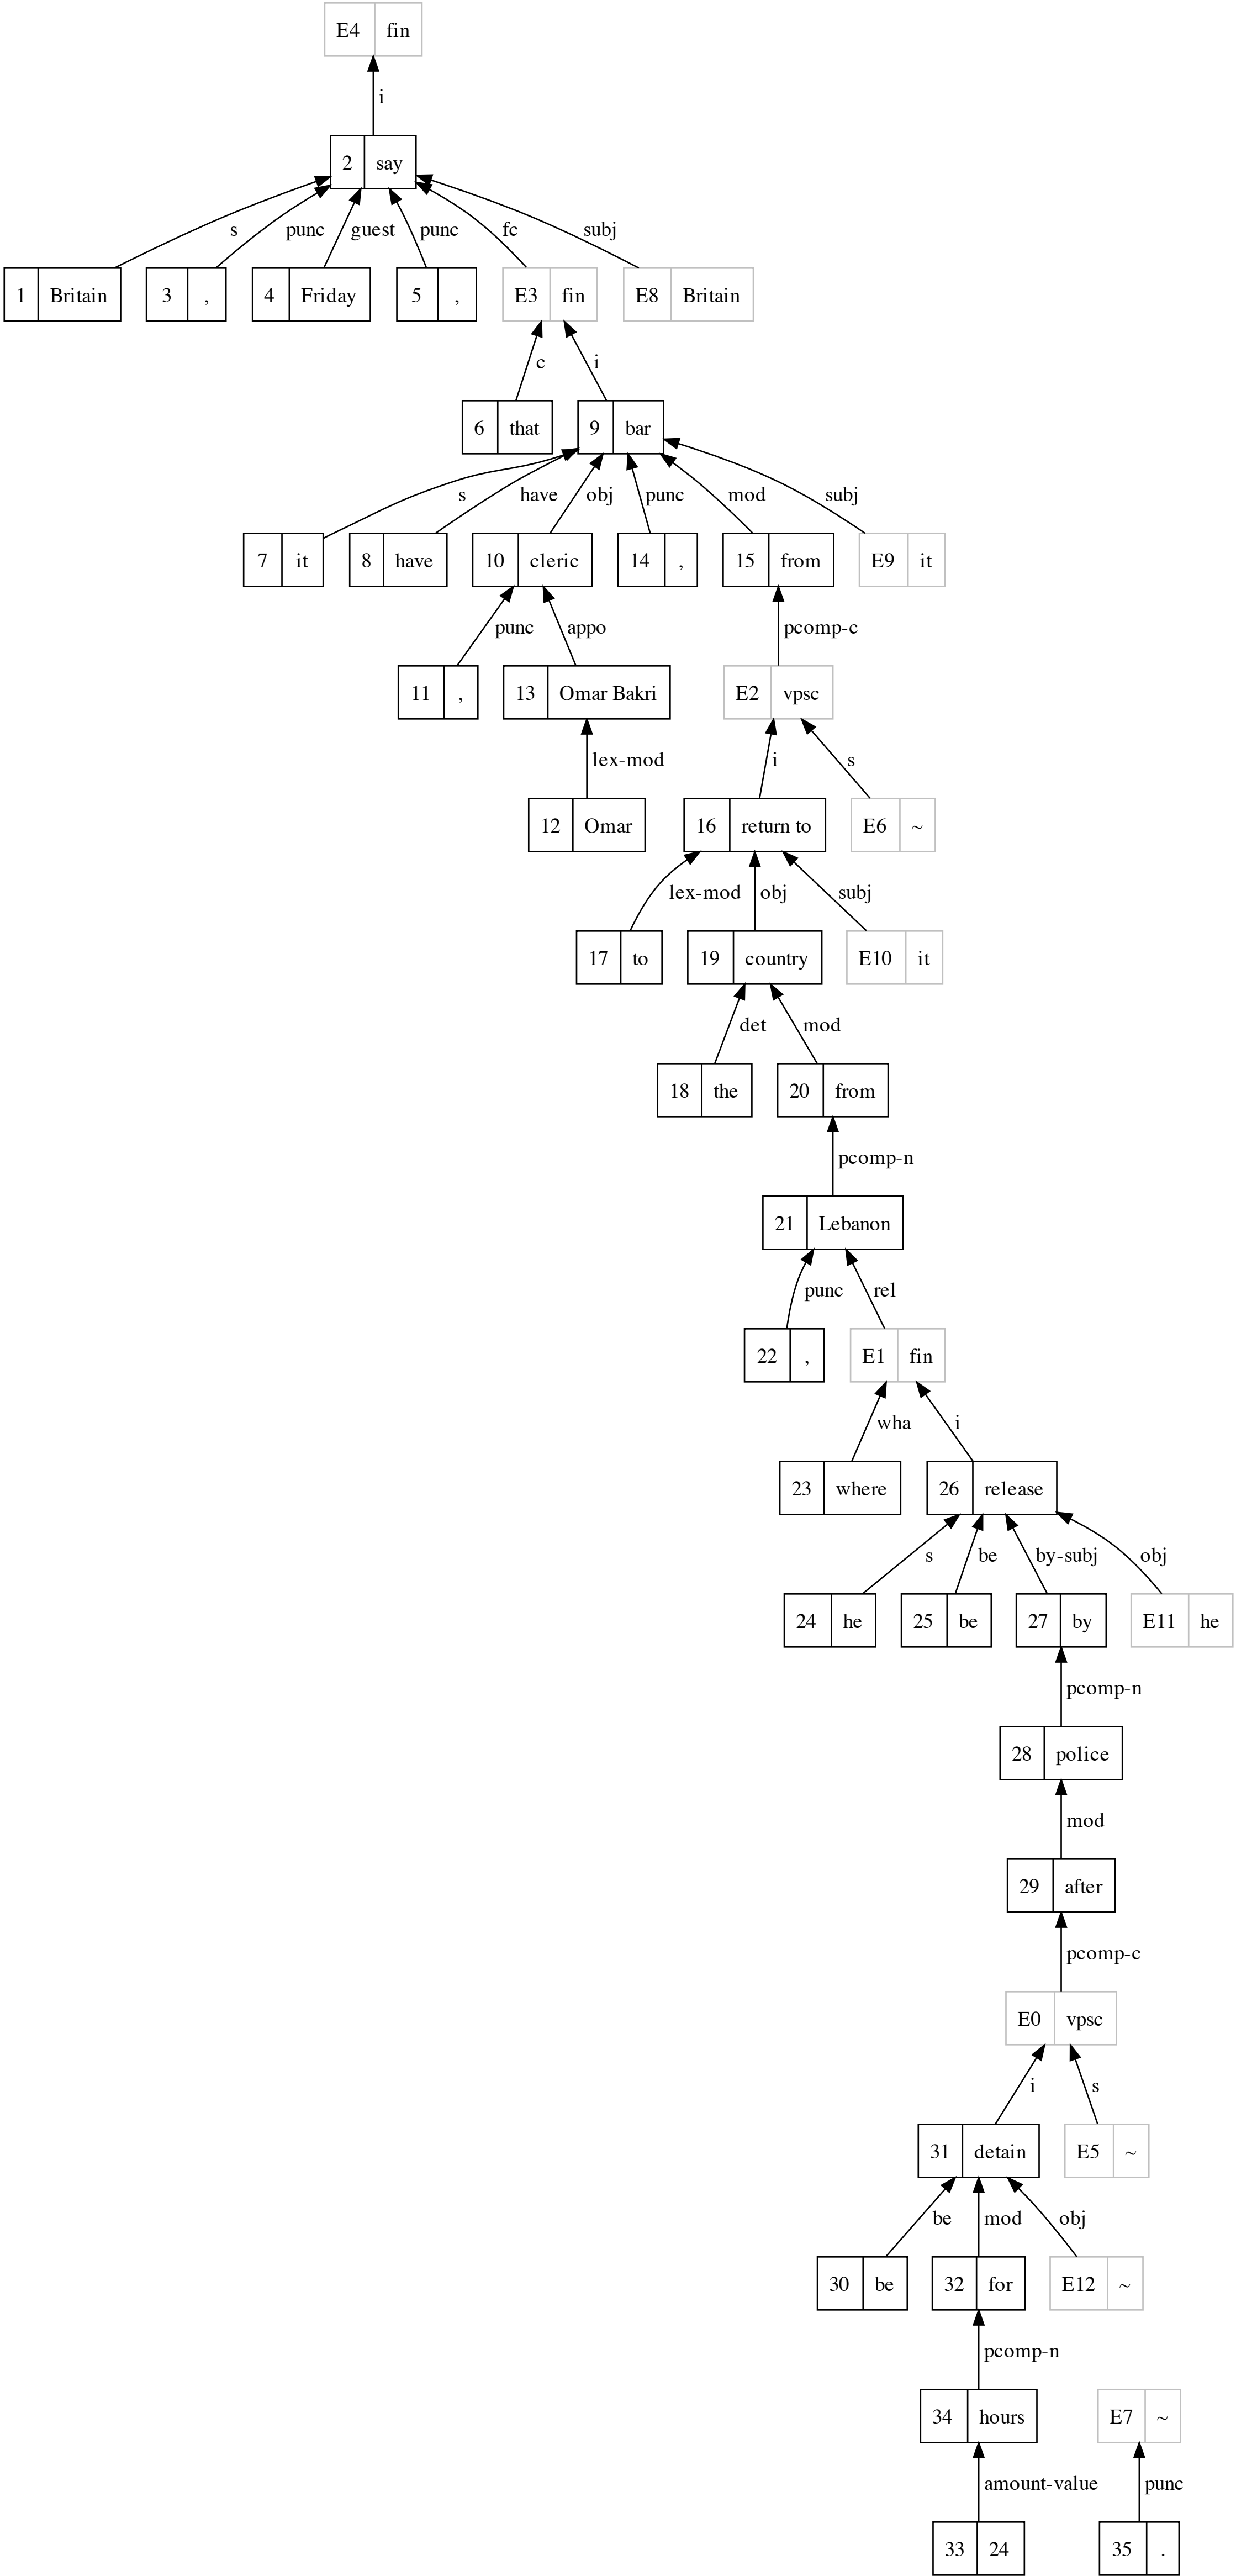 E4 fin
i
2 say
s punc guest punc fc subj
1 Britain 3 , 4 Friday 5 , E3 fin E8 Britain
c i
6 that 9 bar
s have obj punc mod subj
7 it 8 have 10 cleric 14 , 15 from E9 it
punc appo pcomp-c
11 , 13 Omar Bakri E2 vpsc
lex-mod i s
12 Omar 16 return to E6 ~
lex-mod obj subj
17 to 19 country E10 it
det mod
18 the 20 from
pcomp-n
21 Lebanon
punc rel
22 , E1 fin
wha i
23 where 26 release
s be by-subj obj
24 he 25 be 27 by E11 he
pcomp-n
28 police
mod
29 after
pcomp-c
E0 vpsc
i s
31 detain E5 ~
be mod obj
30 be 32 for E12 ~
pcomp-n
34 hours E7 ~
amount-value punc
33 24 35 .